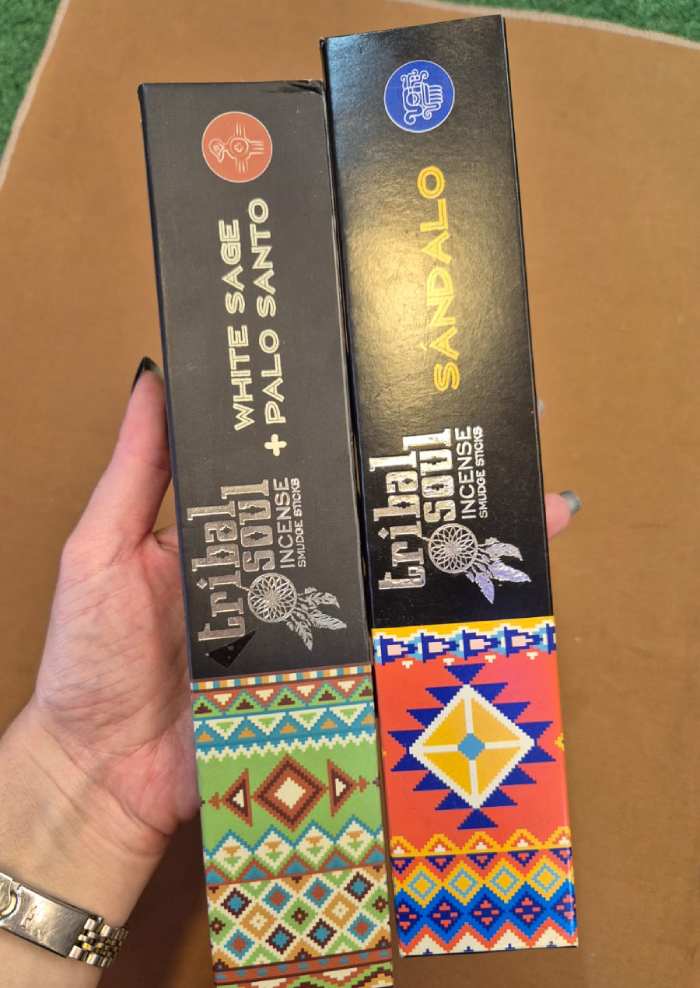 WHITE SAGE
+ PALO SANTO
tribal
soul
INCENSE
SMUDGE STICKS
SÁNDALO
tribal
soul
INCENSE
SMUDGE STICKS